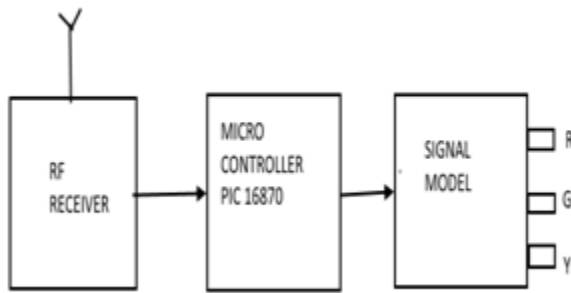 RF
RECEIVER
MICRO
CONTROLLER
PIC 16870
SIGNAL
MODEL
R
G
Y